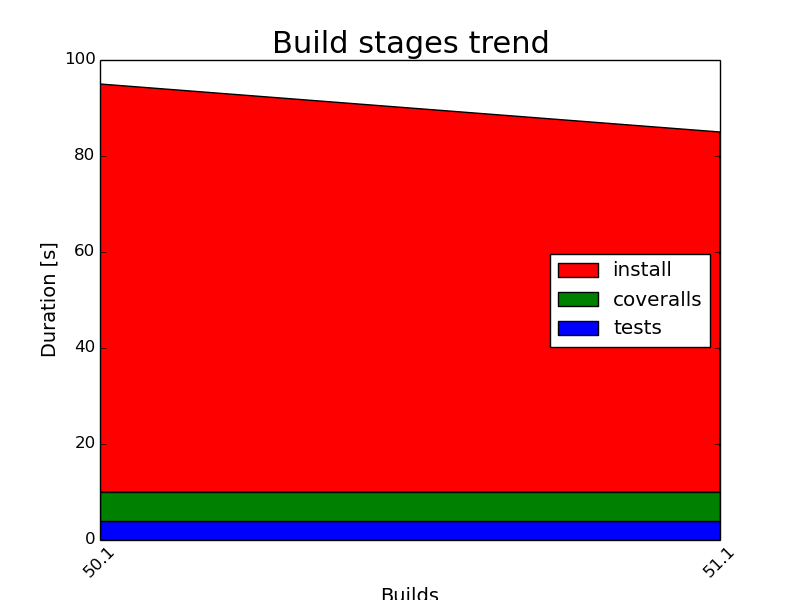 Build stages trend
100
80
60
40
20
0
Duration [s]
install
coveralls
tests
50.1
51.1
Builds